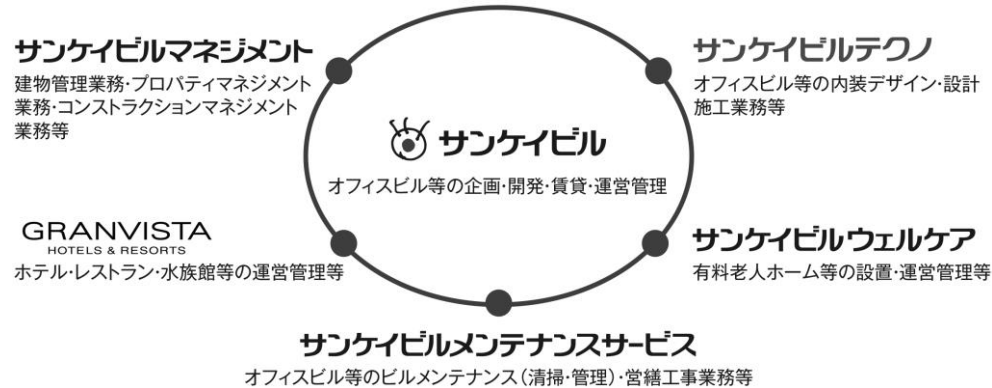 サンケイビルマネジメント
建物管理業務・プロパティマネジメント
業務・コンストラクションマネジメント
業務等
サンケイビルテクノ
オフィスビル等の内装デザイン・設計
施工業務等
サンケイビル
オフィスビル等の企画・開発・賃貸・運営管理
GRANVISTA
HOTELS & RESORTS
ホテル・レストラン・水族館等の運営管理等
サンケイビルウェルケア
有料老人ホーム等の設置・運営管理等
サンケイビルメンテナンスサービス
オフィスビル等のビルメンテナンス（清掃・管理）・営繕工事業務等